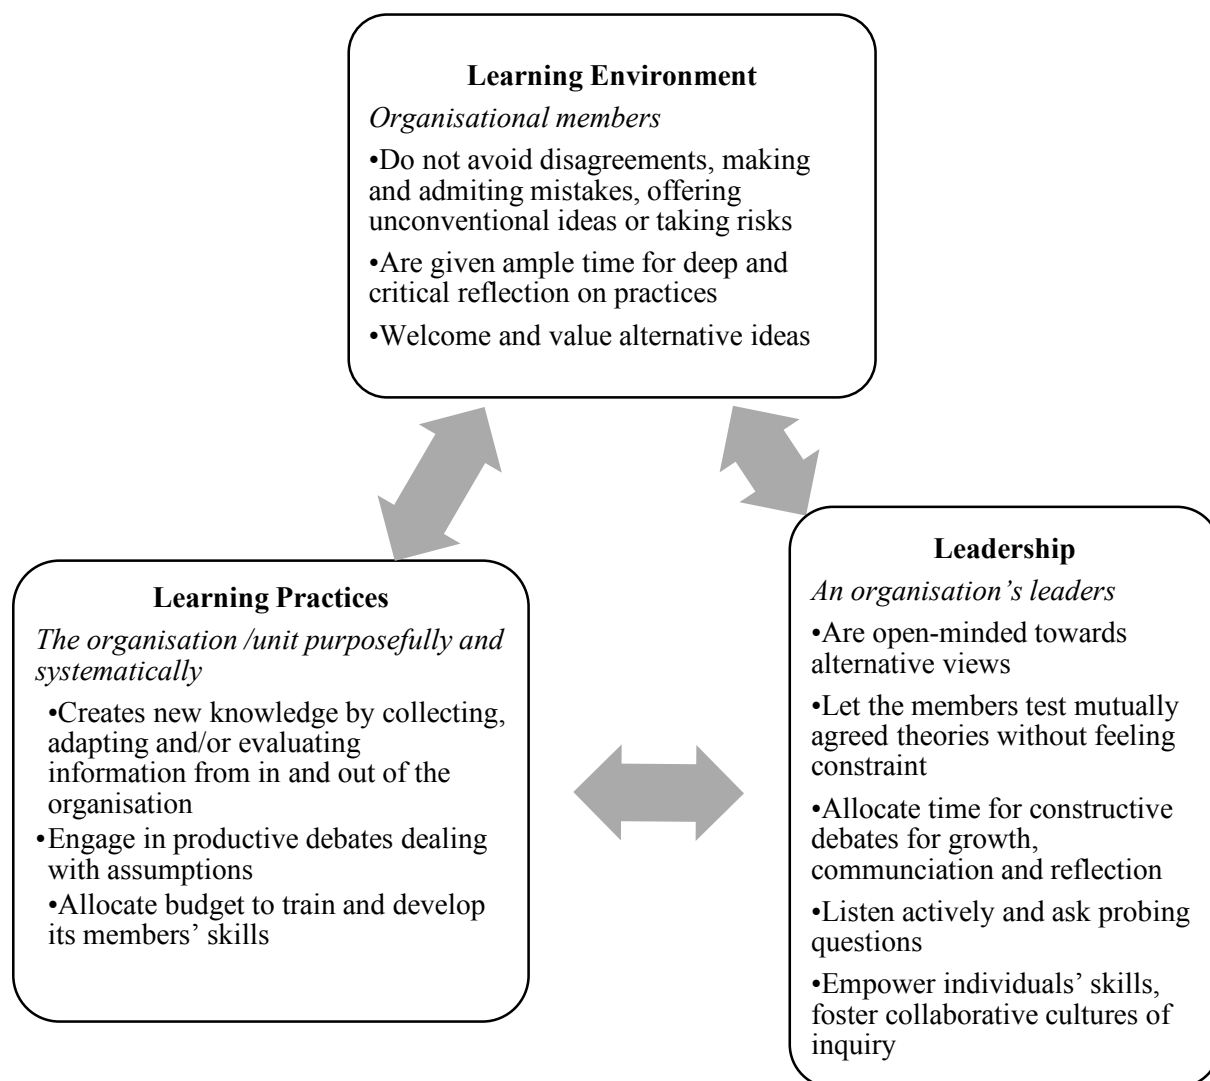 Learning Environment
Organisational members
•Do not avoid disagreements, making
and admiting mistakes, offering
unconventional ideas or taking risks
•Are given ample time for deep and
critical reflection on practices
•Welcome and value alternative ideas
Learning Practices
The organisation /unit purposefully and
systematically
•Creates new knowledge by collecting,
adapting and/or evaluating
information from in and out of the
organisation
•Engage in productive debates dealing
with assumptions
•Allocate budget to train and develop
its members’ skills
Leadership
An organisation’s leaders
•Are open-minded towards
alternative views
•Let the members test mutually
agreed theories without feeling
constraint
•Allocate time for constructive
debates for growth,
communciation and reflection
•Listen actively and ask probing
questions
•Empower individuals’ skills,
foster collaborative cultures of
inquiry